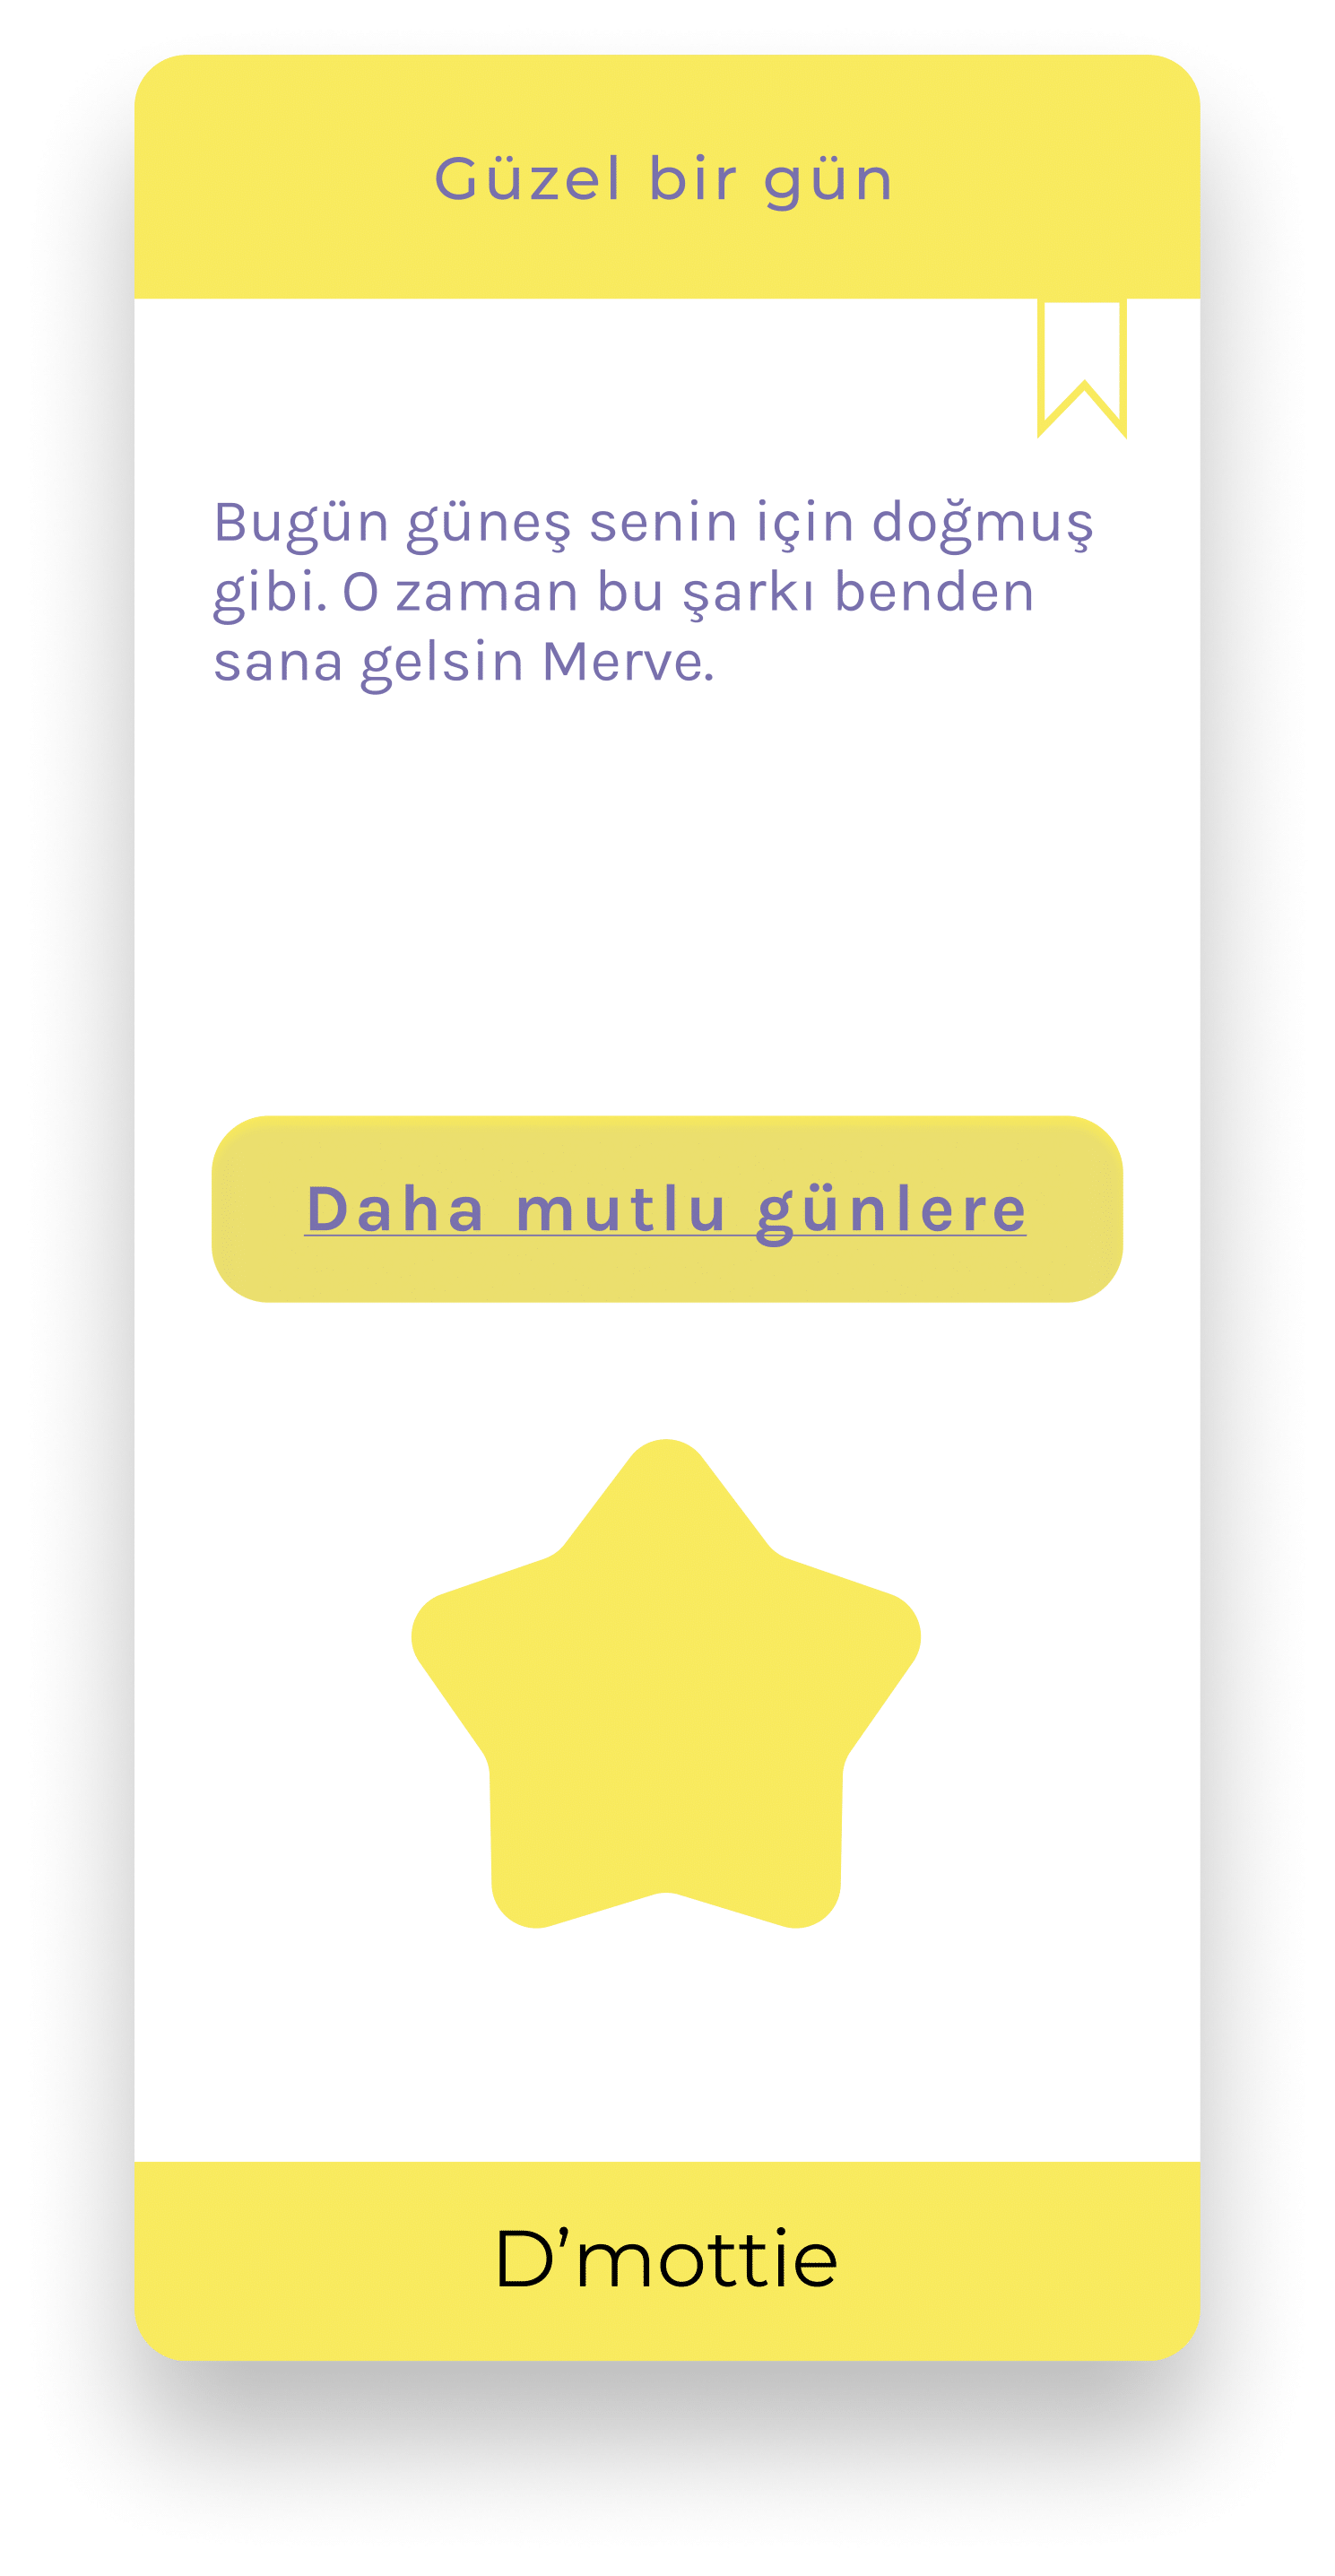 Güzel bir gün
Bugün güneş senin için doğmuş
gibi. O zaman bu şarkı benden
sana gelsin Merve.
Daha mutlu günlere
D’mottie